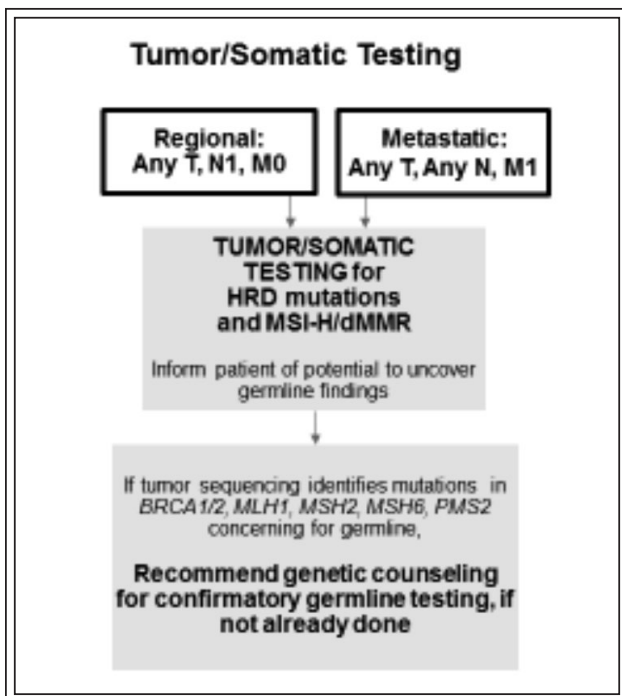 Tumor/Somatic Testing
Regional:
Any T, N1, M0
Metastatic:
Any T, Any N, M1
TUMOR/SOMATIC
TESTING for
HRD mutations
and MSI-H/dMMR
Inform patient of potential to uncover
germline findings
If tumor sequencing identifies mutations in
BRCA1/2, MLH1, MSH2, MSH6, PMS2
concerning for germline,
Recommend genetic counseling
for confirmatory germline testing, if
not already done